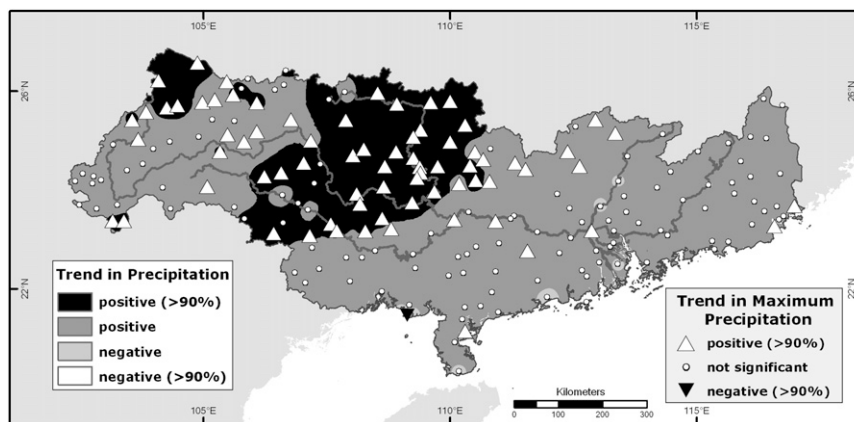 105°E
110°E
115°E
26°N
26°N
22°N
22°N
Trend in Precipitation
positive (>90%)
positive
negative
negative (>90%)
Kilometers
0 50 100 200 300
Trend in Maximum
Precipitation
positive (>90%)
not significant
negative (>90%)
105°E
110°E
115°E